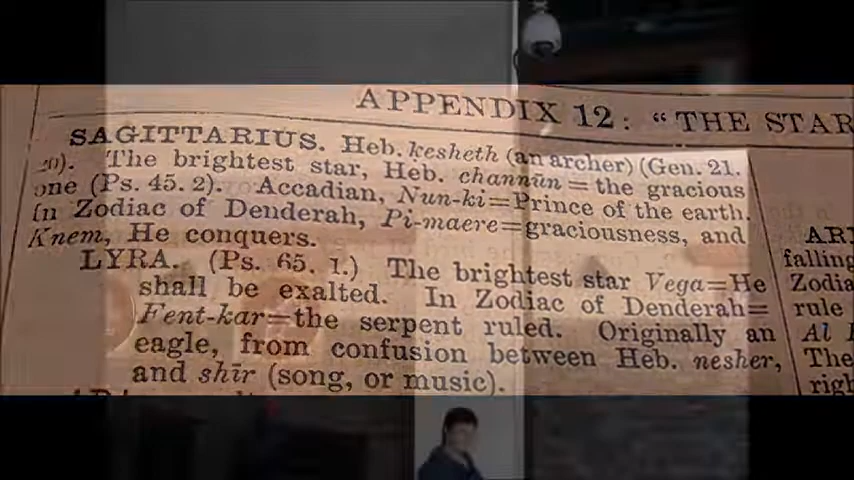 APPENDIX 12: "THE STAR
SAGITTARIUS. Heb. kesheth (an archer) (Gen. 21.
20). The brightest star, Heb. channūn=the gracious
one (Ps. 45. 2). Accadian, Nun-ki=Prince of the earth.
In Zodiac of Denderah, Pi-maere=graciousness, and
Knem, He conquers.
LYRA. (Ps. 65. 1.) The brightest star Vega=He
shall be exalted. In Zodiac of Denderah=
Fent-kar=the serpent ruled. Originally an
eagle, from confusion between Heb. nesher,
and shīr (song, or music).
ARI
falling
Zodia
rule
Al
The
righ